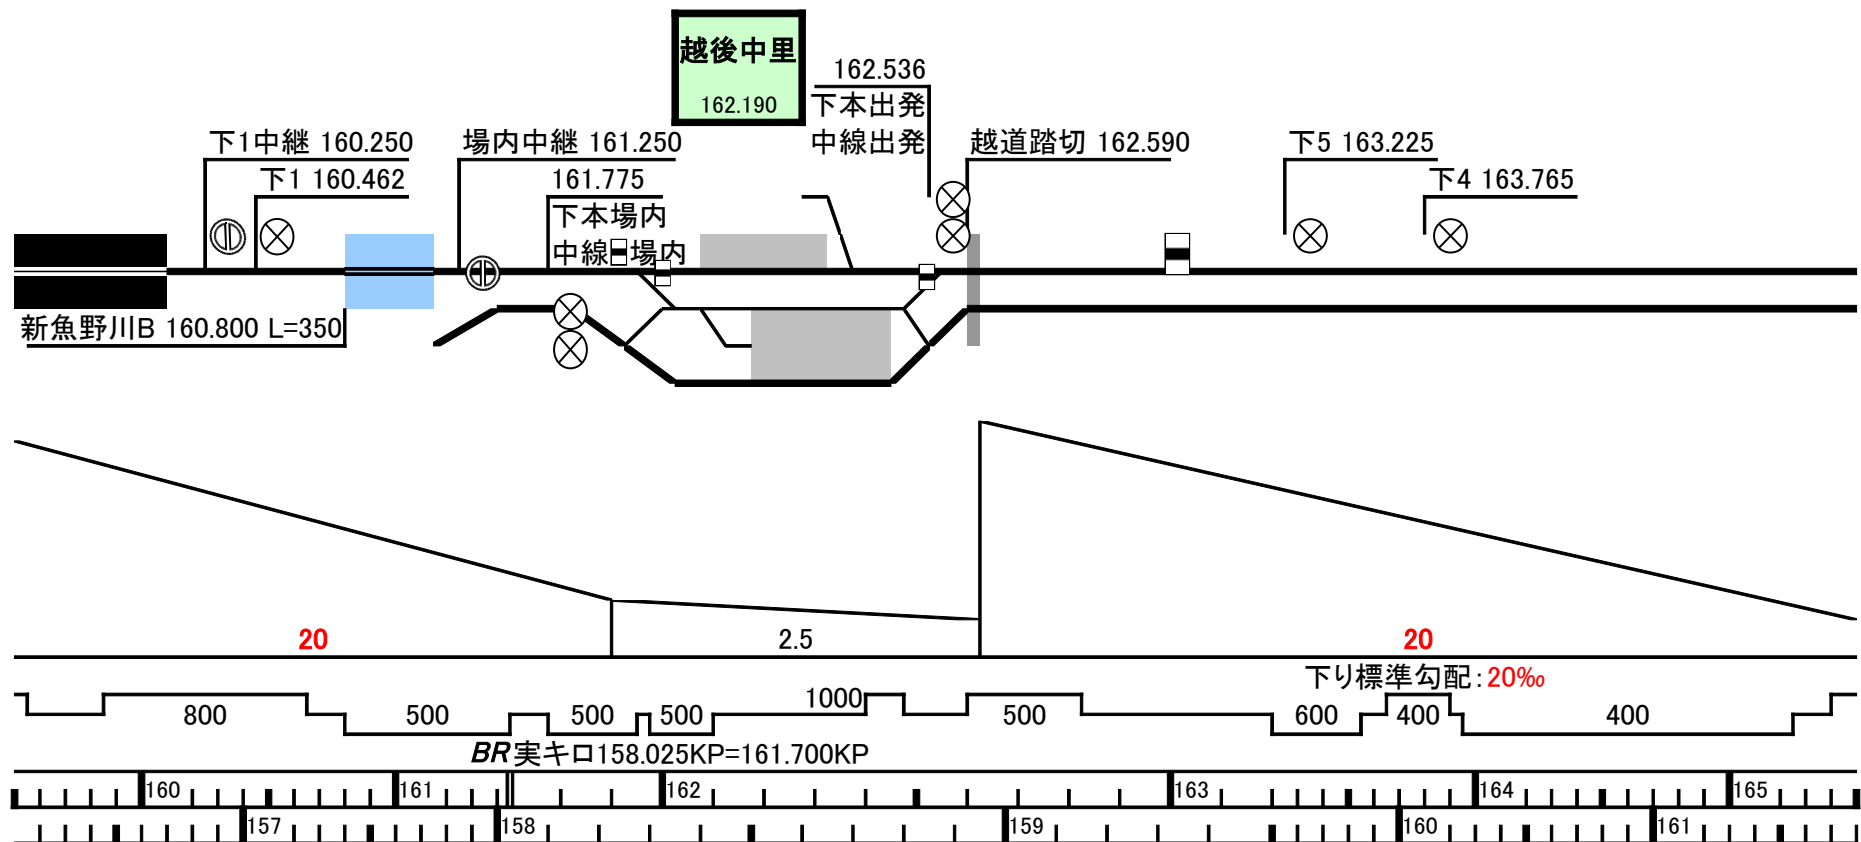 越後中里
162.190
162.536
下本出発
中線出発
下1中継 160.250
場内中継 161.250
越道踏切 162.590
下5 163.225
下1 160.462
161.775
下4 163.765
下本場内
中線 場内
新魚野川B 160.800 L=350
20
2.5
20
下り標準勾配:20‰
800
500
500
500
1000
500
600
400
400
BR実キロ158.025KP=161.700KP
160
161
162
163
164
165
157
158
159
160
161